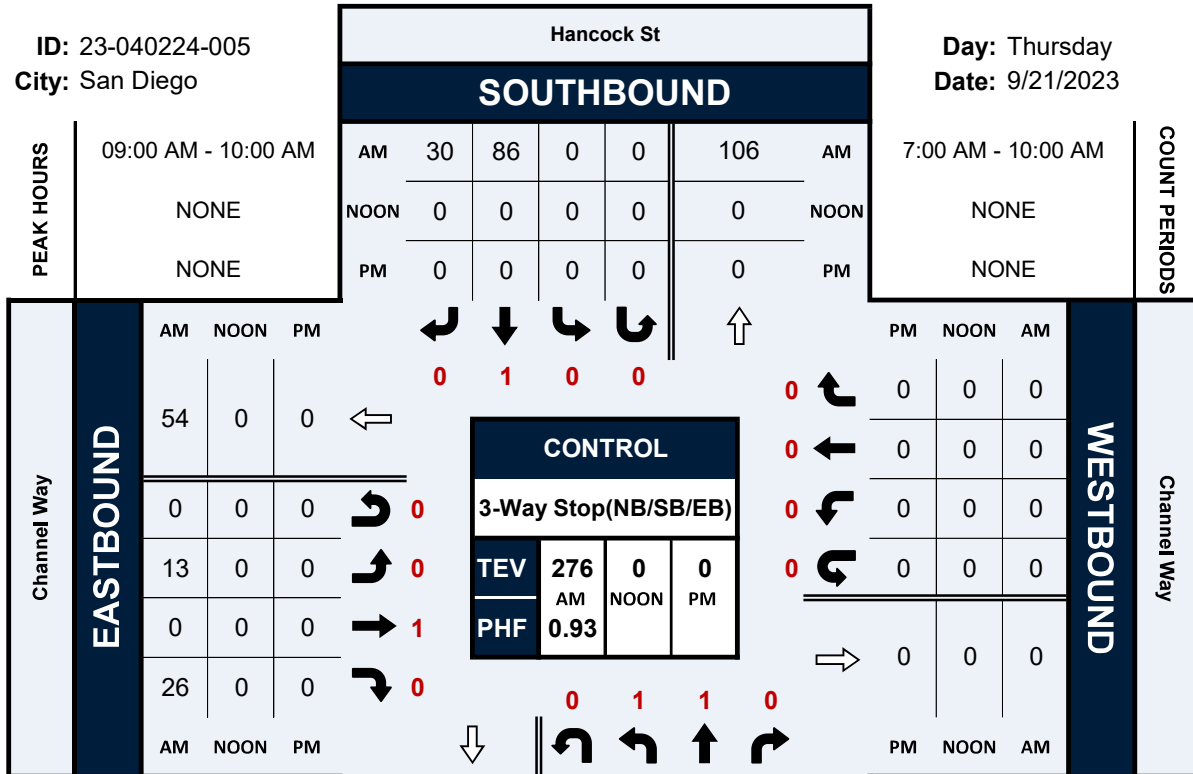 ID: 23-040224-005
City: San Diego
Hancock St
SOUTHBOUND
Day: Thursday
Date: 9/21/2023
PEAK HOURS
09:00 AM - 10:00 AM
NONE
NONE
AM 30 86 0 0 106 AM
NOON 0 0 0 0 0 NOON
PM 0 0 0 0 0 PM
7:00 AM - 10:00 AM
NONE
NONE
COUNT PERIODS
0 1 0 0
Channel Way
EASTBOUND
AM NOON PM
54 0 0
0 0 0 0
13 0 0 0
0 0 0 1
26 0 0 0
AM NOON PM
CONTROL
3-Way Stop(NB/SB/EB)
TEV 276 0 0
AM NOON PM
PHF 0.93
PM NOON AM
0 0 0 0
0 0 0 0
0 0 0 0
0 0 0 0
0 0 0
PM NOON AM
WESTBOUND
Channel Way
0 1 1 0